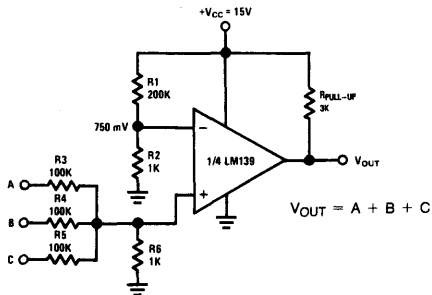 +VCC = 15V
R1
200K
RPULL-UP
3K
750 mV
−
R2
1K
1/4 LM139
VOUT
A
R3
100K
+
B
R4
100K
VOUT = A + B + C
C
R5
100K
R6
1K